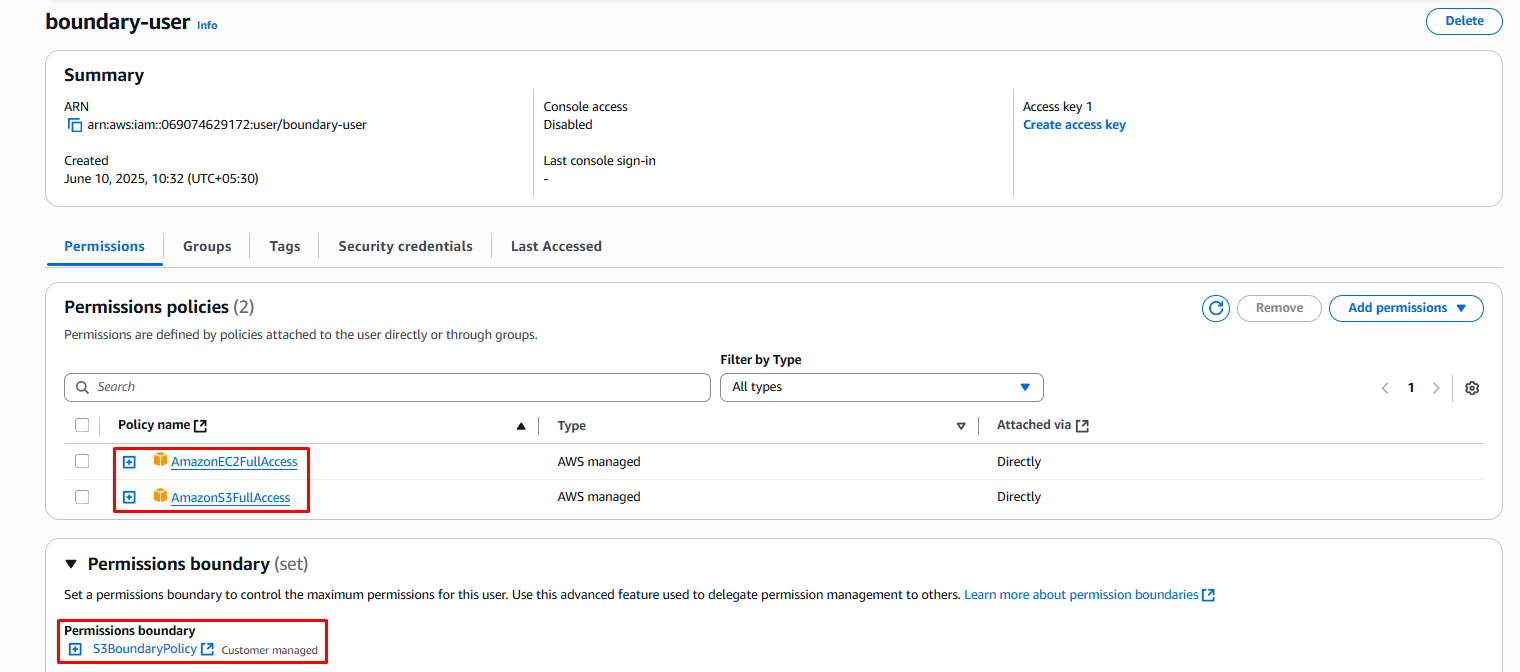 boundary-user Info
Delete
Summary
ARN
arn:aws:iam::069074629172:user/boundary-user
Created
June 10, 2025, 10:32 (UTC+05:30)
Console access
Disabled
Last console sign-in
-
Access key 1
Create access key
Permissions Groups Tags Security credentials Last Accessed
Permissions policies (2)
Remove Add permissions
Permissions are defined by policies attached to the user directly or through groups.
Filter by Type
Search All types 1
Policy name Type Attached via
AmazonEC2FullAccess AWS managed Directly
AmazonS3FullAccess AWS managed Directly
Permissions boundary (set)
Set a permissions boundary to control the maximum permissions for this user. Use this advanced feature used to delegate permission management to others. Learn more about permission boundaries
Permissions boundary
S3BoundaryPolicy Customer managed